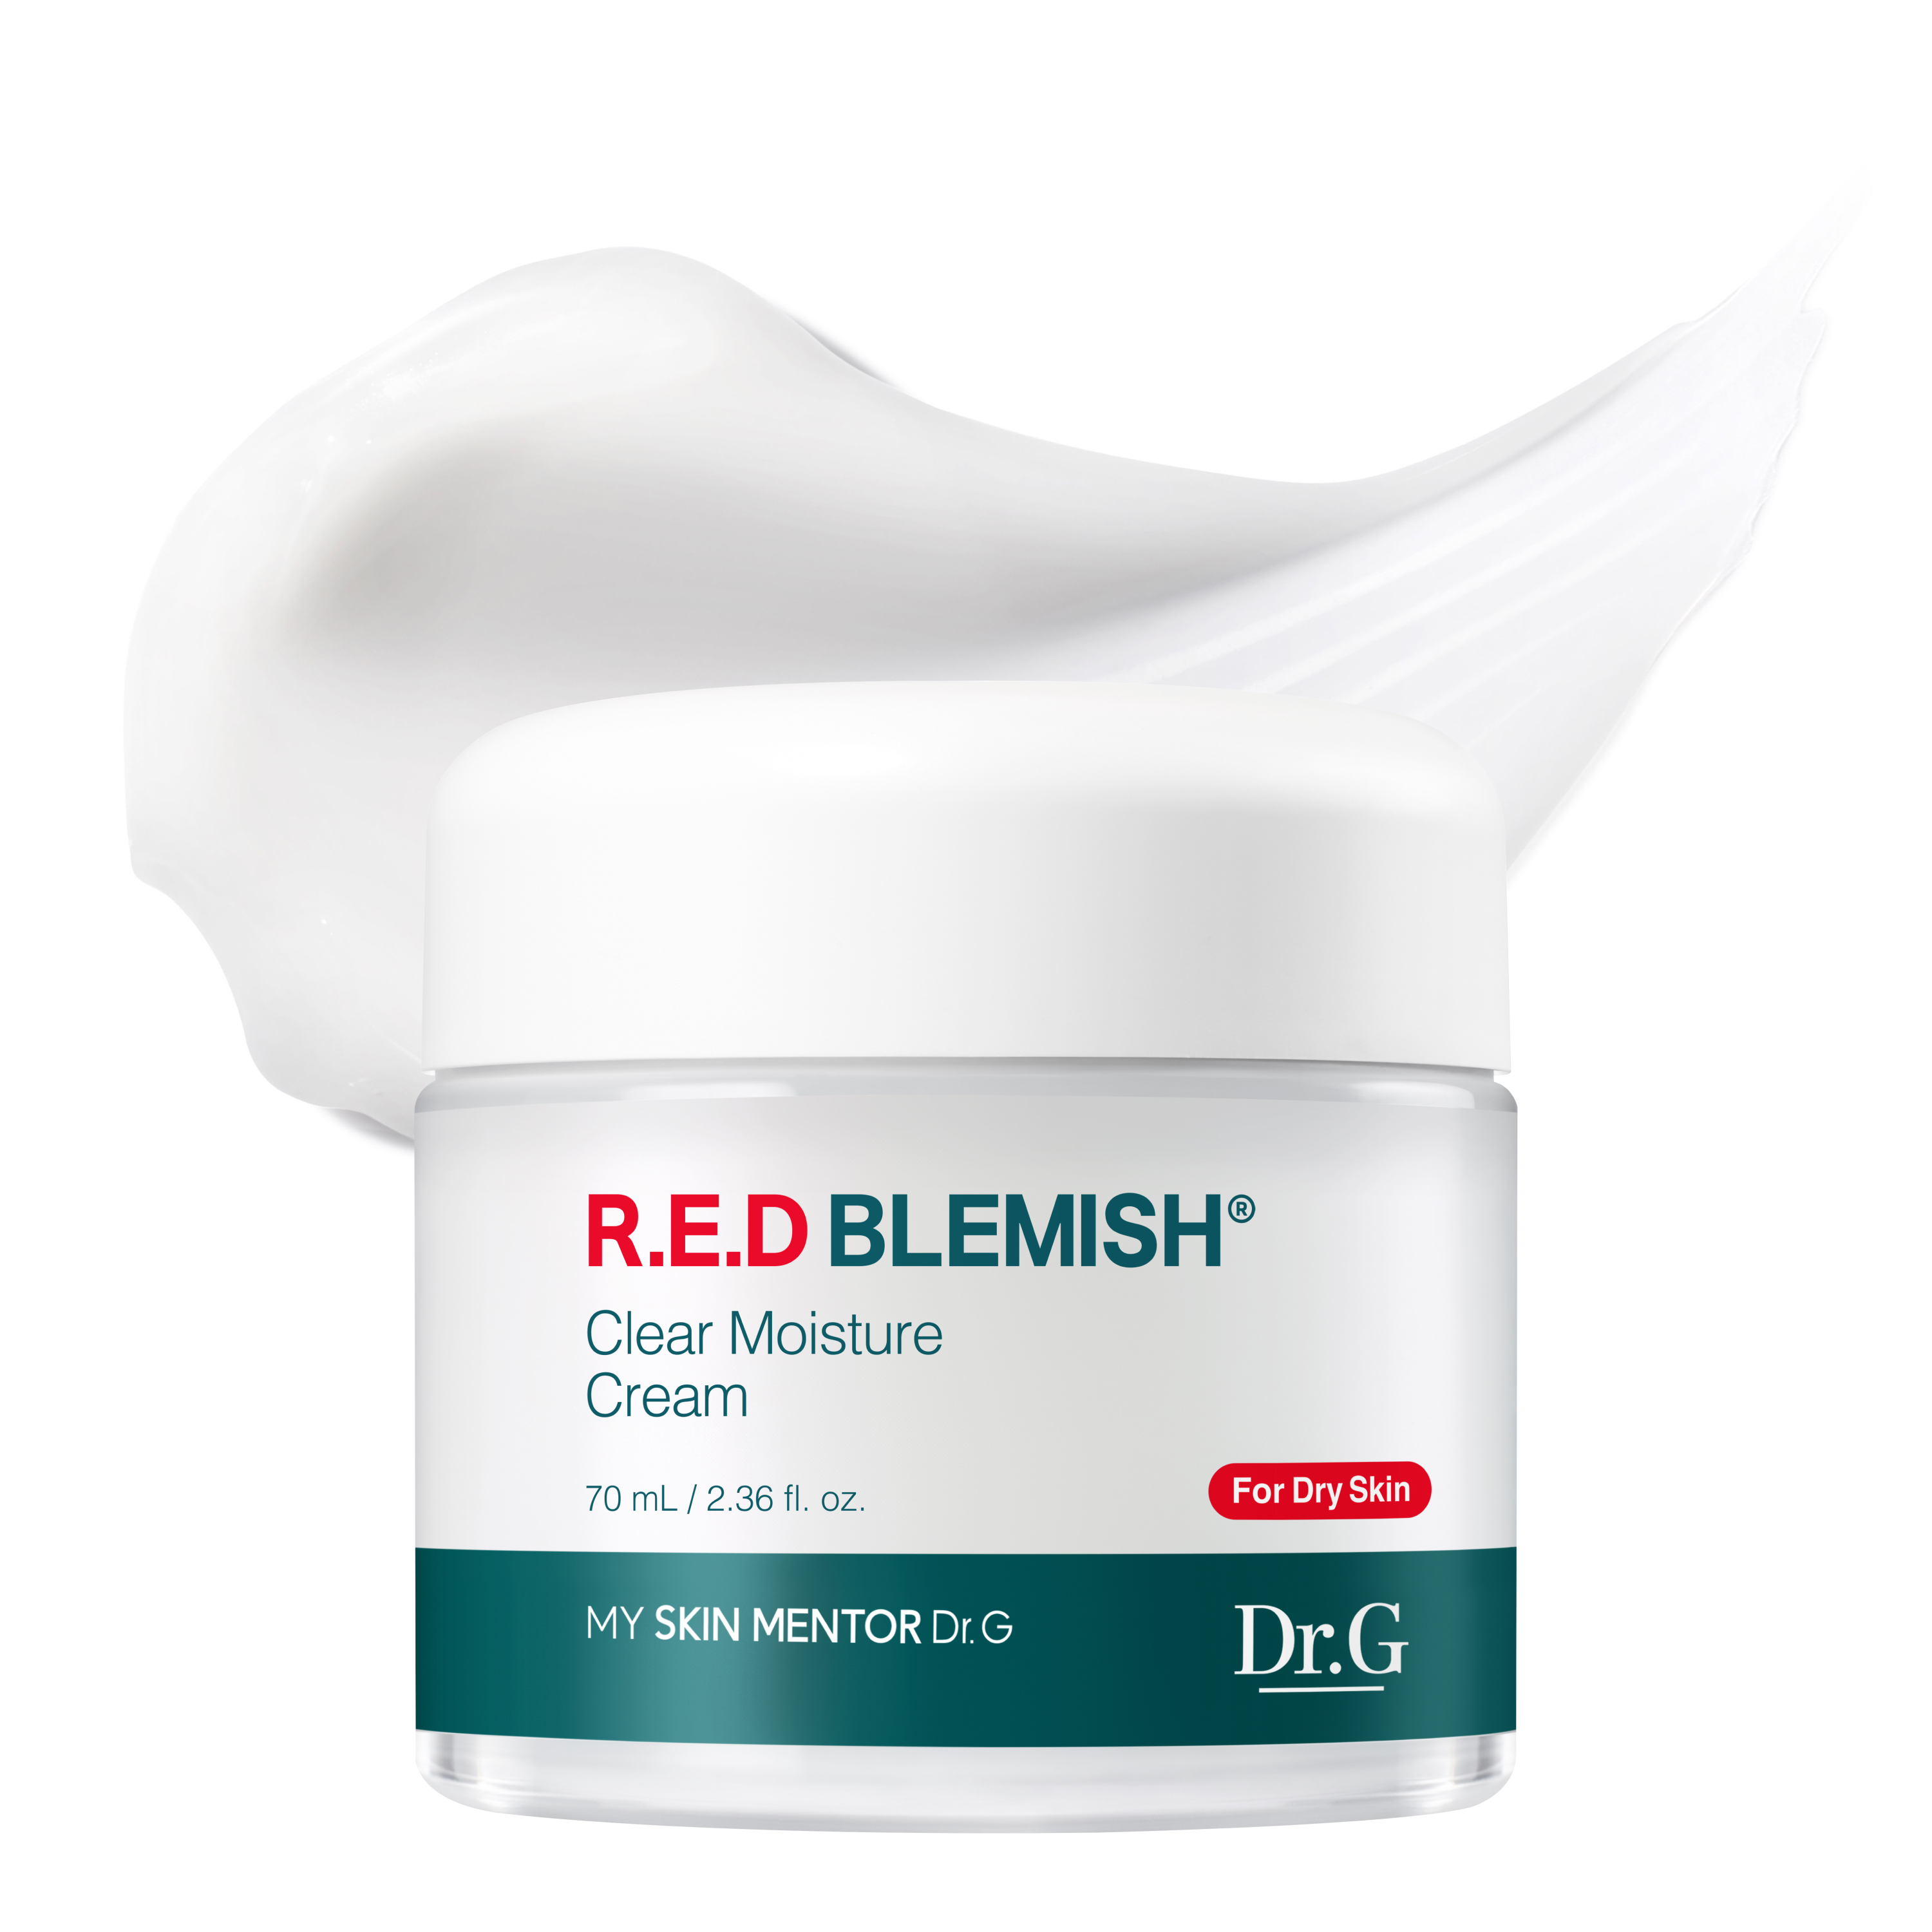 R.E.D BLEMISH®
Clear Moisture
Cream
70 mL / 2.36 fl. oz.
For Dry Skin
MY SKIN MENTOR Dr.G
Dr.G